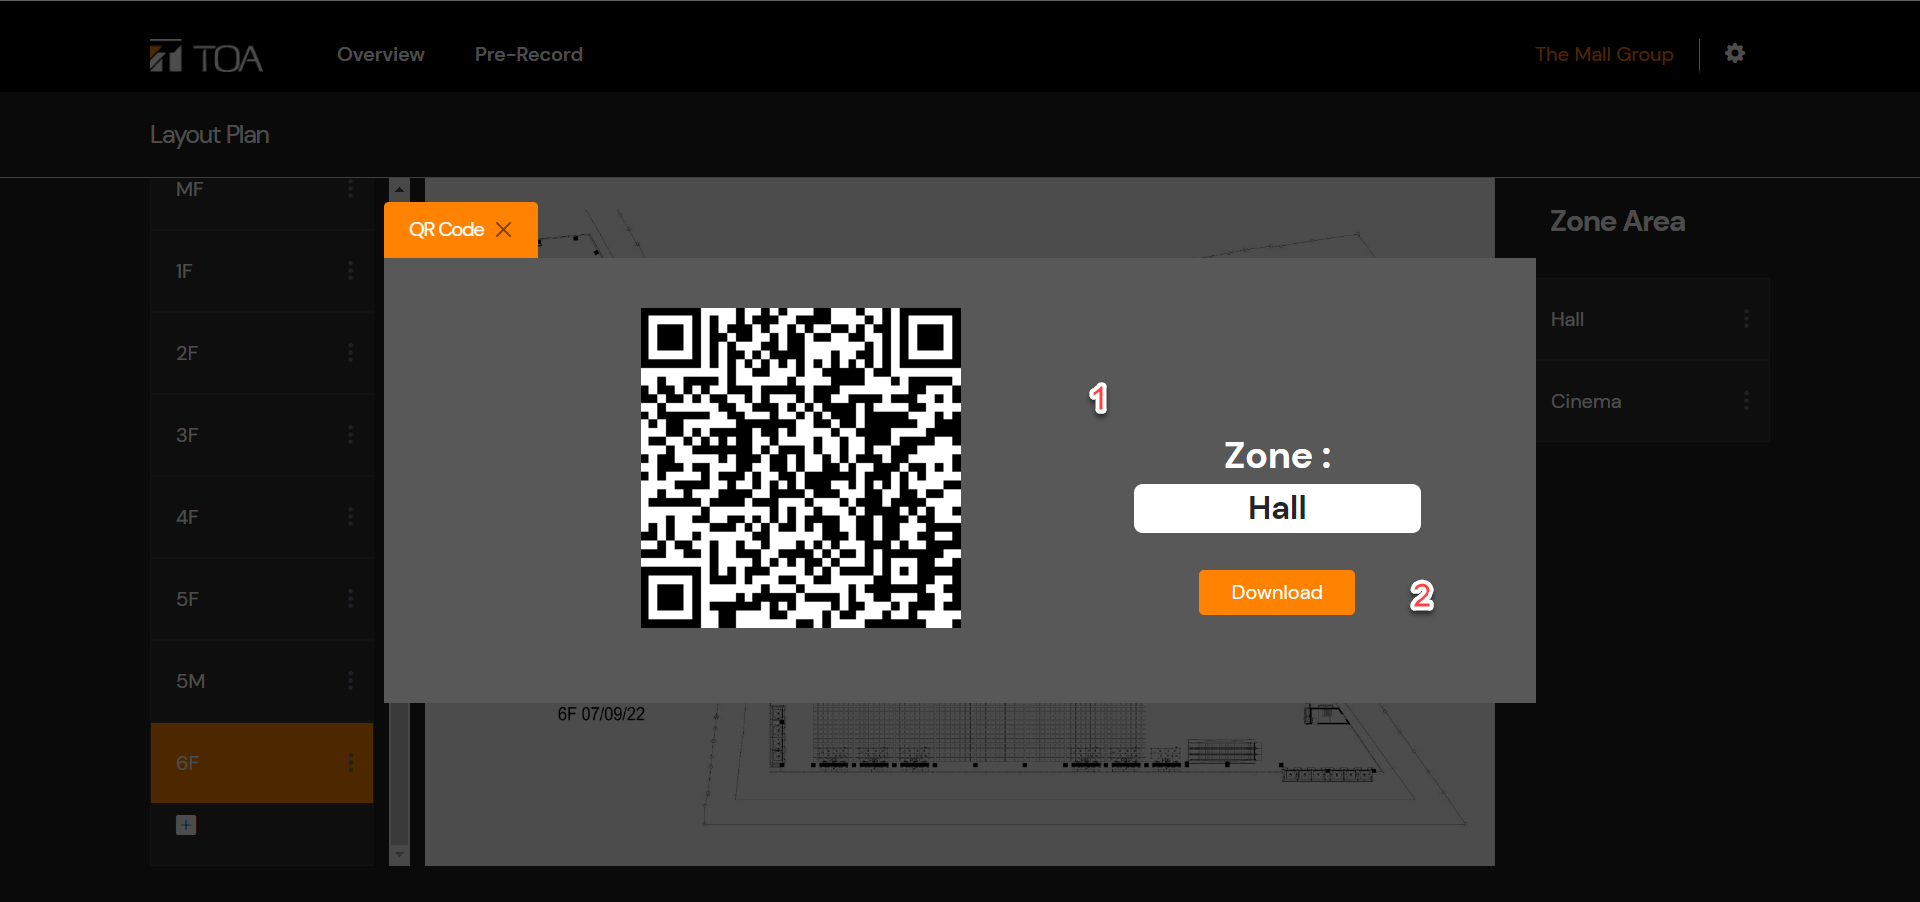 TOA
Overview
Pre-Record
The Mall Group
Layout Plan
MF
1F
2F
3F
4F
5F
5M
6F
QR Code
1
Zone :
Hall
Download
2
6F 07/09/22
Zone Area
Hall
Cinema